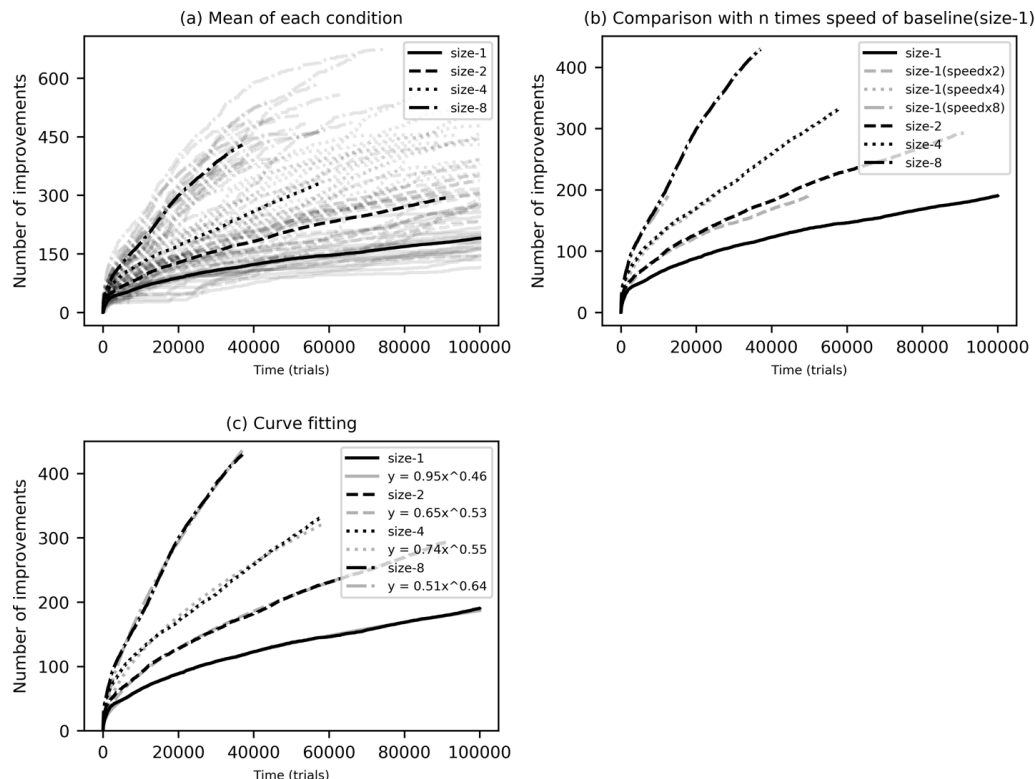 (a) Mean of each condition
Number of improvements
600
450
300
150
0
size-1
size-2
size-4
size-8
0 20000 40000 60000 80000 100000
Time (trials)
(b) Comparison with n times speed of baseline(size-1)
Number of improvements
400
300
200
100
0
size-1
size-1(speedx2)
size-1(speedx4)
size-1(speedx8)
size-2
size-4
size-8
0 20000 40000 60000 80000 100000
Time (trials)
(c) Curve fitting
Number of improvements
400
300
200
100
0
size-1
y = 0.95x^0.46
size-2
y = 0.65x^0.53
size-4
y = 0.74x^0.55
size-8
y = 0.51x^0.64
0 20000 40000 60000 80000 100000
Time (trials)